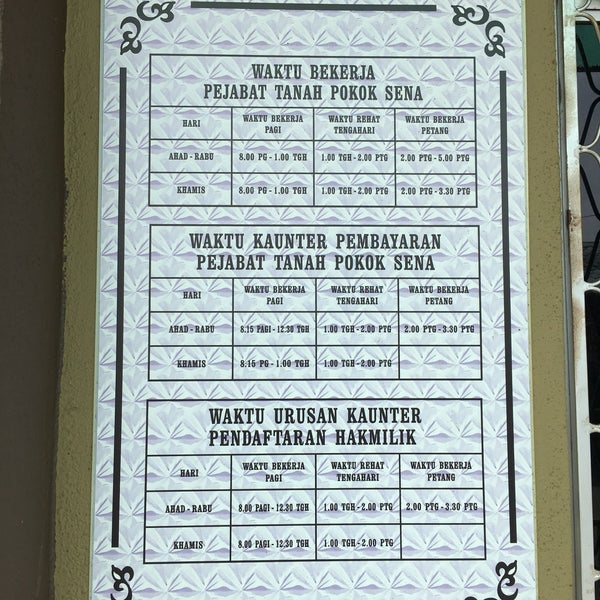 WAKTU BEKERJA
PEJABAT TANAH POKOK SENA
HARI WAKTU BEKERJA PAGI WAKTU REHAT TENGAHARI WAKTU BEKERJA PETANG
AHAD - RABU 8.00 PG - 1.00 TGH 1.00 TGH - 2.00 PTG 2.00 PTG - 5.00 PTG
KHAMIS 8.00 PG - 1.00 TGH 1.00 TGH - 2.00 PTG 2.00 PTG - 3.30 PTG
WAKTU KAUNTER PEMBAYARAN
PEJABAT TANAH POKOK SENA
HARI WAKTU BEKERJA PAGI WAKTU REHAT TENGAHARI WAKTU BEKERJA PETANG
AHAD - RABU 8.15 PAGI - 12.30 TGH 1.00 TGH - 2.00 PTG 2.00 PTG - 3.30 PTG
KHAMIS 8.15 PG - 1.00 TGH 1.00 TGH - 2.00 PTG
WAKTU URUSAN KAUNTER
PENDAFTARAN HAKMILIK
HARI WAKTU BEKERJA PAGI WAKTU REHAT TENGAHARI WAKTU BEKERJA PETANG
AHAD - RABU 8.00 PAGI - 12.30 TGH 1.00 TGH - 2.00 PTG 2.00 PTG - 3.30 PTG
KHAMIS 8.00 PAGI - 12.30 TGH 1.00 TGH - 2.00 PTG